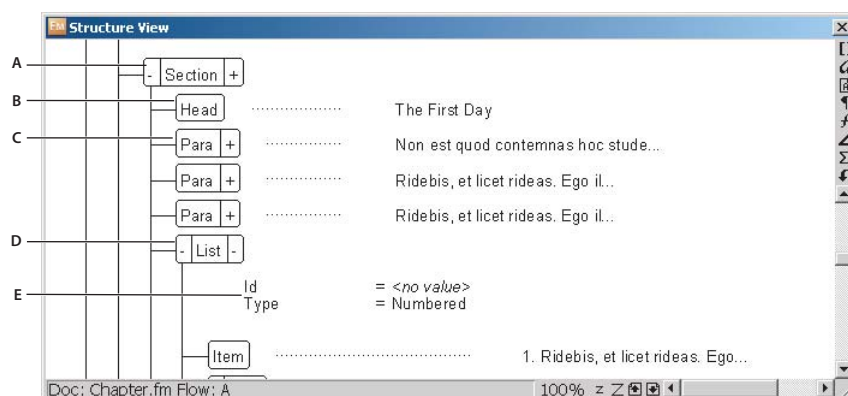 Fm Structure View
A
- Section +
B
Head The First Day
C
Para + Non est quod contemnas hoc stude...
Para + Ridebis, et licet rideas. Ego il...
Para + Ridebis, et licet rideas. Ego il...
D
- List -
Id = <no value>
E
Type = Numbered
Item 1. Ridebis, et licet rideas. Ego...
Doc: Chapter.fm Flow: A 100% z Z